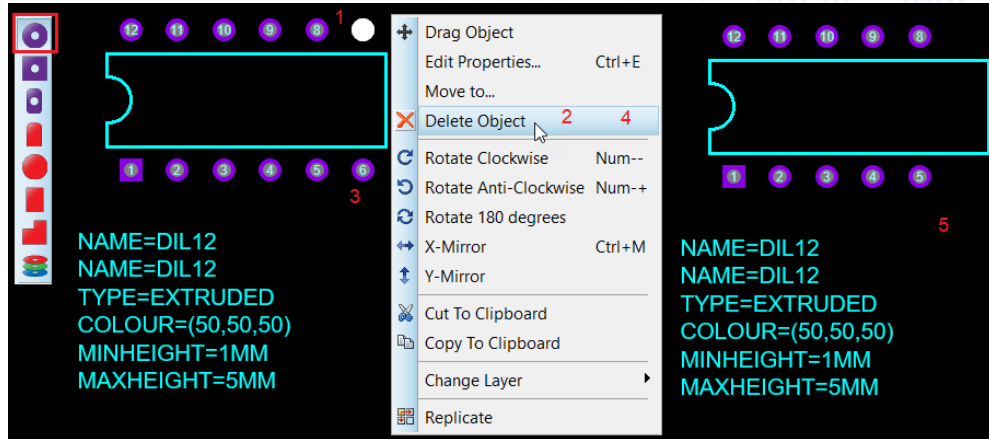 1
12 11 10 9 8
1 2 3 4 5 6
3
NAME=DIL12
NAME=DIL12
TYPE=EXTRUDED
COLOUR=(50,50,50)
MINHEIGHT=1MM
MAXHEIGHT=5MM
Drag Object
Edit Properties... Ctrl+E
Move to...
Delete Object 2 4
Rotate Clockwise Num--
Rotate Anti-Clockwise Num-+
Rotate 180 degrees
X-Mirror Ctrl+M
Y-Mirror
Cut To Clipboard
Copy To Clipboard
Change Layer
Replicate
12 11 10 9 8
1 2 3 4 5
5
NAME=DIL12
NAME=DIL12
TYPE=EXTRUDED
COLOUR=(50,50,50)
MINHEIGHT=1MM
MAXHEIGHT=5MM